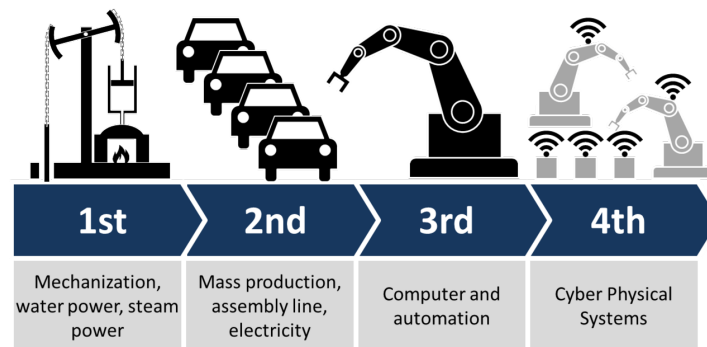 1st
2nd
3rd
4th
Mechanization,
water power, steam
power
Mass production,
assembly line,
electricity
Computer and
automation
Cyber Physical
Systems